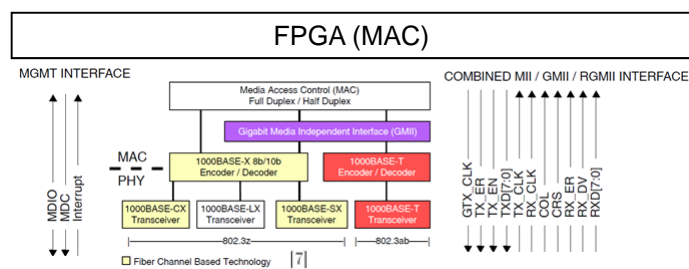 FPGA (MAC)
MGMT INTERFACE
COMBINED MII / GMII / RGMII INTERFACE
Media Access Control (MAC)
Full Duplex / Half Duplex
Gigabit Media Independent Interface (GMII)
MAC
PHY
1000BASE-X 8b/10b
Encoder / Decoder
1000BASE-T
Encoder / Decoder
1000BASE-CX
Transceiver
1000BASE-LX
Transceiver
1000BASE-SX
Transceiver
1000BASE-T
Transceiver
802.3z
802.3ab
Fiber Channel Based Technology
[7]
MDIO
MDC
Interrupt
GTX_CLK
TX_ER
TX_EN
TXD[7:0]
TX_CLK
RX_CLK
COL
CRS
RX_ER
RX_DV
RXD[7:0]